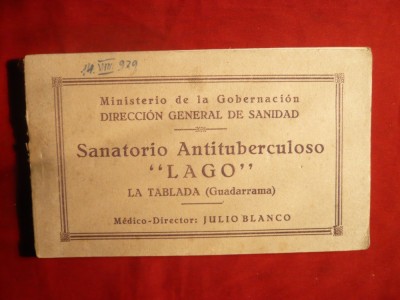 14. VII 929
Ministerio de la Gobernación
DIRECCIÓN GENERAL DE SANIDAD
Sanatorio Antituberculoso
"LAGO"
LA TABLADA (Guadarrama)
Médico-Director: JULIO BLANCO